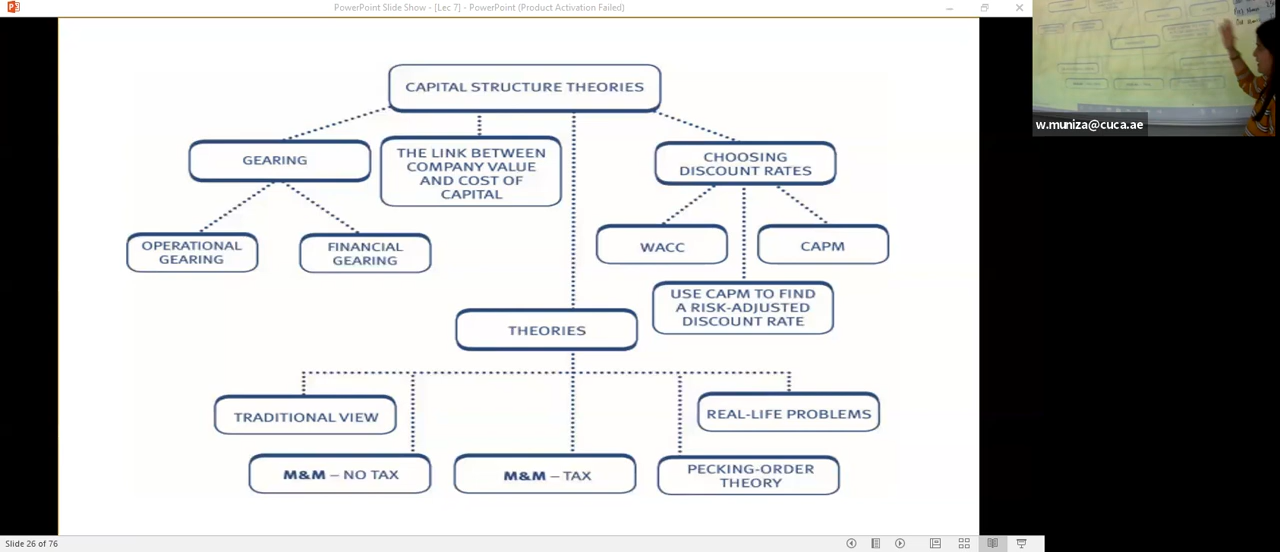 PowerPoint Slide Show - [Lec 7] - PowerPoint (Product Activation Failed)
CAPITAL STRUCTURE THEORIES
GEARING
THE LINK BETWEEN
COMPANY VALUE
AND COST OF
CAPITAL
CHOOSING
DISCOUNT RATES
OPERATIONAL
GEARING
FINANCIAL
GEARING
WACC
CAPM
USE CAPM TO FIND
A RISK-ADJUSTED
DISCOUNT RATE
THEORIES
TRADITIONAL VIEW
REAL-LIFE PROBLEMS
M&M – NO TAX
M&M – TAX
PECKING-ORDER
THEORY
w.muniza@cuca.ae
Slide 26 of 76